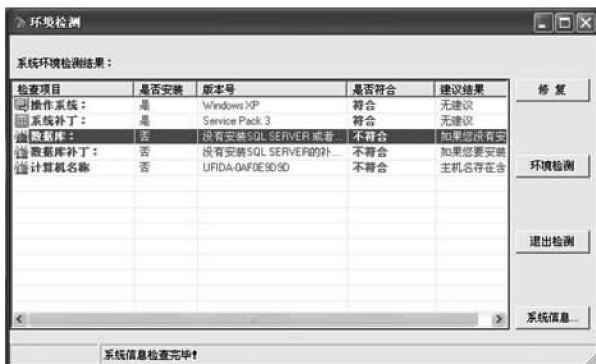 环境检测
系统环境检测结果：
检查项目 是否安装 版本号 是否符合 建议结果
操作系统： 是 Windows XP 符合 无建议
系统补丁： 是 Service Pack 3 符合 无建议
数据库： 否 没有安装SQL SERVER 或者... 不符合 如果您没有安
数据库补丁： 否 没有安装SQL SERVER的补... 不符合 如果您要安装
计算机名称 否 UFIDA-0AF0E9D9D 不符合 主机名存在含
修 复
环境检测
退出检测
系统信息...
系统信息检查完毕！